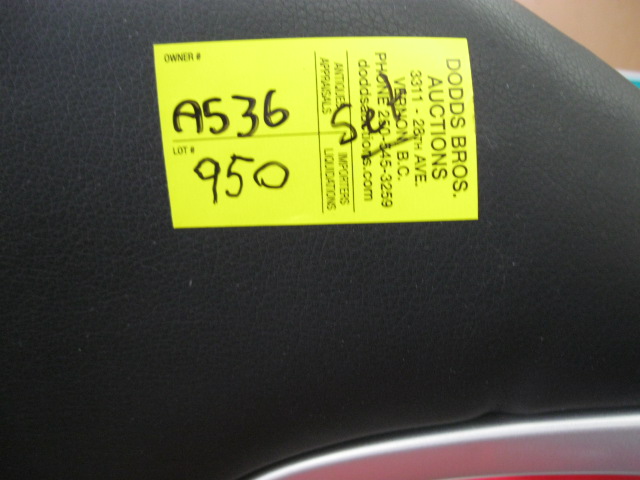 OWNER #
A536
LOT #
950
DODDS BROS.
AUCTIONS
3311 - 28TH AVE.
VERNON, B.C.
PHONE 250-545-3259
doddsauctions.com
ANTIQUES IMPORTERS
APPRAISALS LIQUIDATIONS